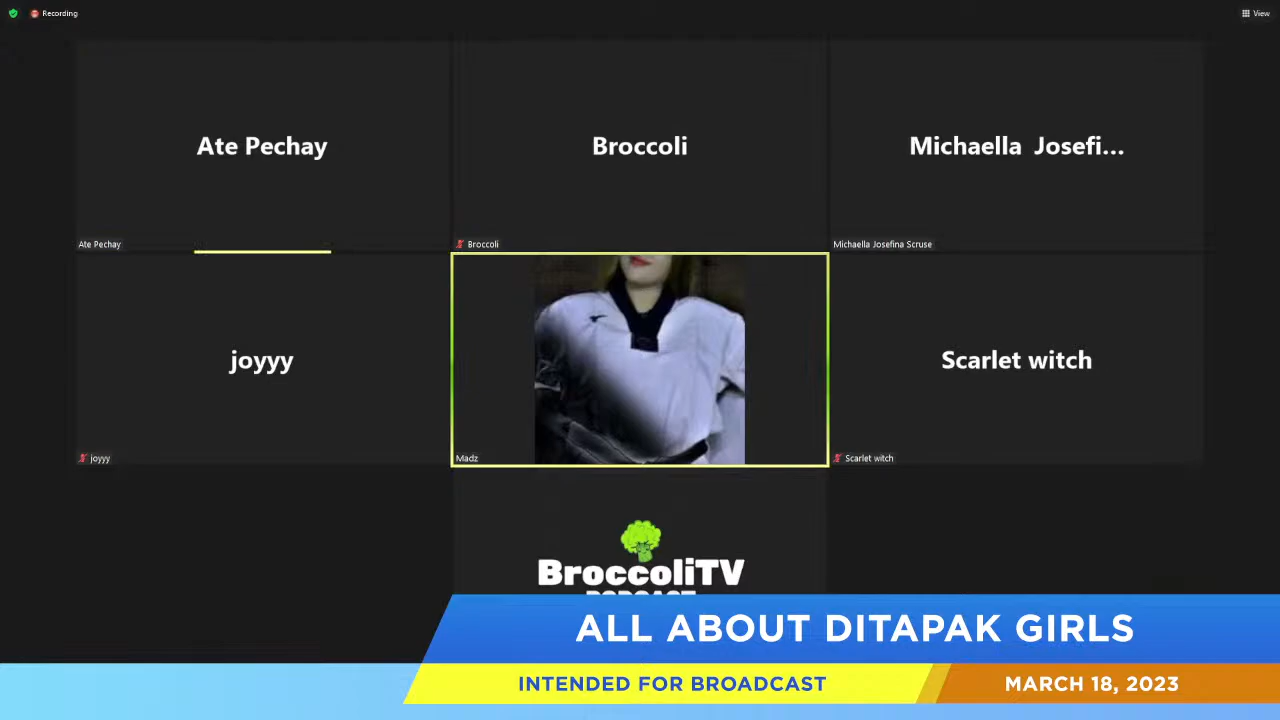 Recording
View
Ate Pechay
Broccoli
Michaella Josefi...
Ate Pechay
Broccoli
Michaella Josefina Scruse
joyyy
Scarlet witch
joyyy
Madz
Scarlet witch
BroccoliTV
PODCAST
ALL ABOUT DITAPAK GIRLS
INTENDED FOR BROADCAST
MARCH 18, 2023